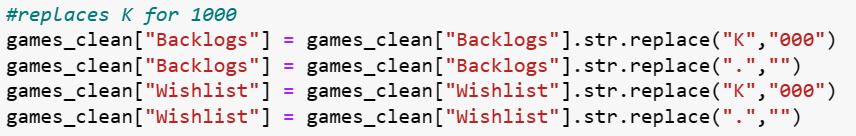 #replaces K for 1000
games_clean["Backlogs"] = games_clean["Backlogs"].str.replace("K","000")
games_clean["Backlogs"] = games_clean["Backlogs"].str.replace(".","")
games_clean["Wishlist"] = games_clean["Wishlist"].str.replace("K","000")
games_clean["Wishlist"] = games_clean["Wishlist"].str.replace(".","")